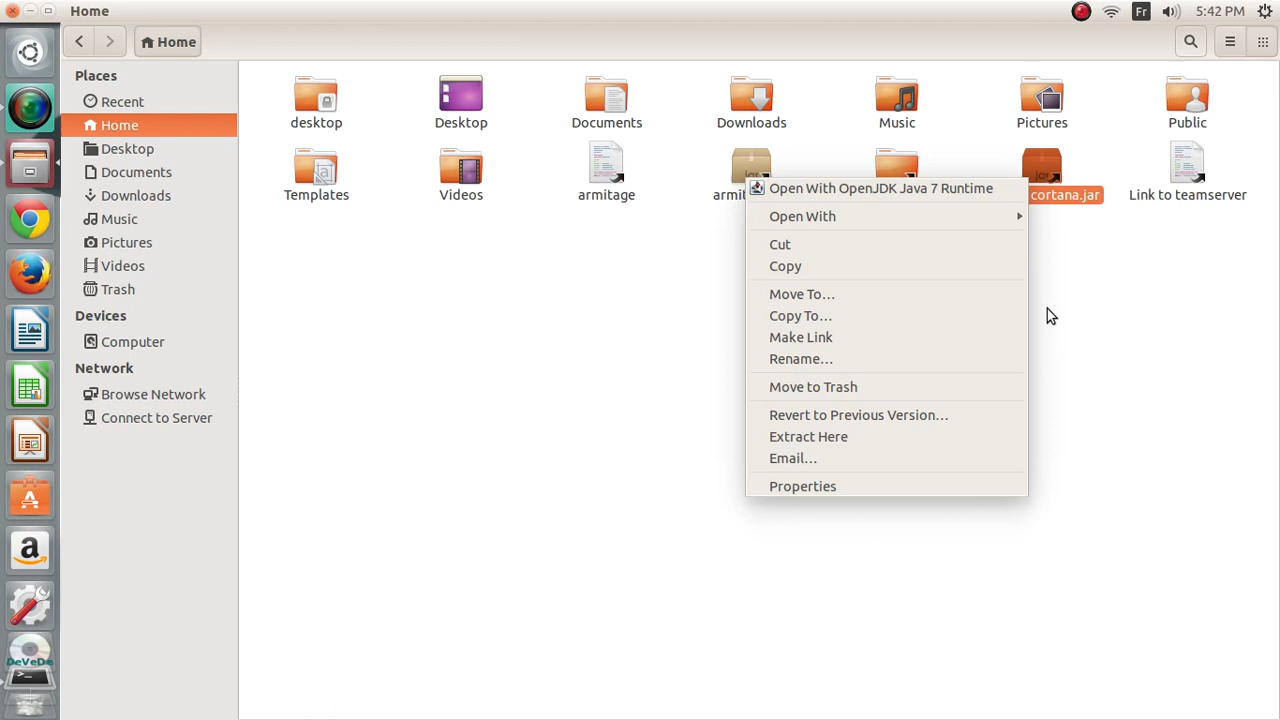 Home
Fr
5:42 PM
Home
Places
Recent
Home
Desktop
Documents
Downloads
Music
Pictures
Videos
Trash
Devices
Computer
Network
Browse Network
Connect to Server
desktop
Desktop
Documents
Downloads
Music
Pictures
Public
Templates
Videos
armitage
cortana.jar
Link to teamserver
Open With OpenJDK Java 7 Runtime
Open With
Cut
Copy
Move To…
Copy To…
Make Link
Rename…
Move to Trash
Revert to Previous Version…
Extract Here
Email…
Properties
a
DeVeDe